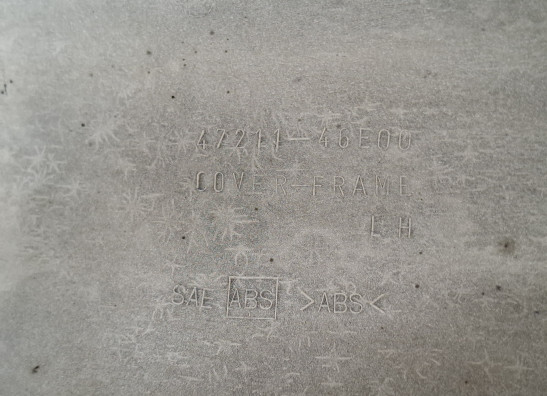 47211-46E00
COVER-FRAME
LH
SAE ABS >ABS<